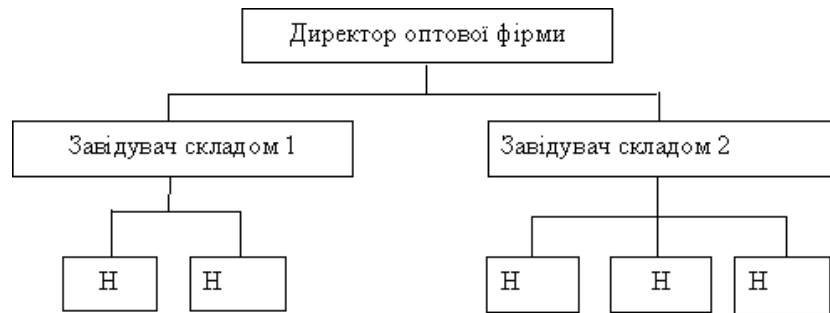 Директор оптової фірми
Завідувач складом 1
Завідувач складом 2
Н
Н
Н
Н
Н